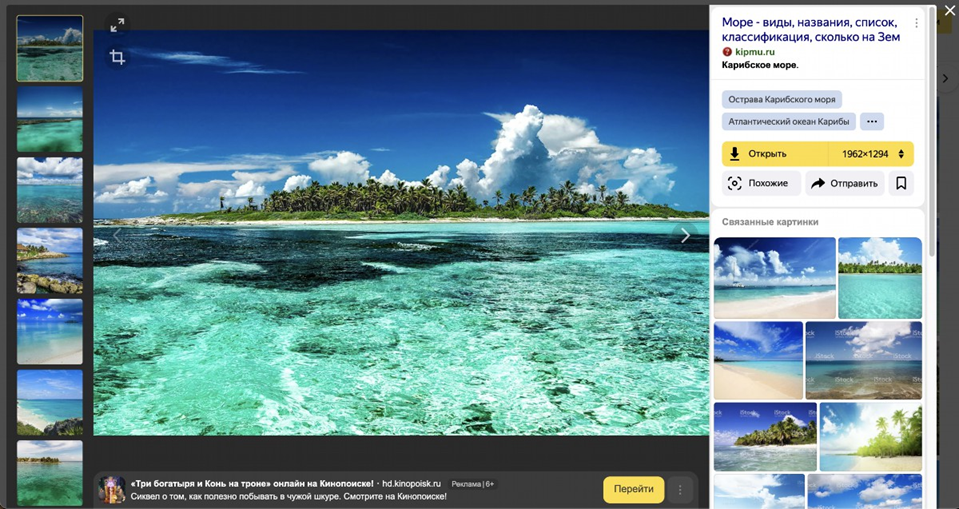 Море - виды, названия, список,
классификация, сколько на Зем
kipmu.ru
Карибское море.
Острава Карибского моря
Атлантический океан Карибы
Открыть 1962×1294
Похожие Отправить
Связанные картинки
iStock
iStock
iStock
iStock
iStock
iStock
«Три богатыря и Конь на троне» онлайн на Кинопоиске! · hd.kinopoisk.ru Реклама | 6+
Сиквел о том, как полезно побывать в чужой шкуре. Смотрите на Кинопоиске!
Перейти